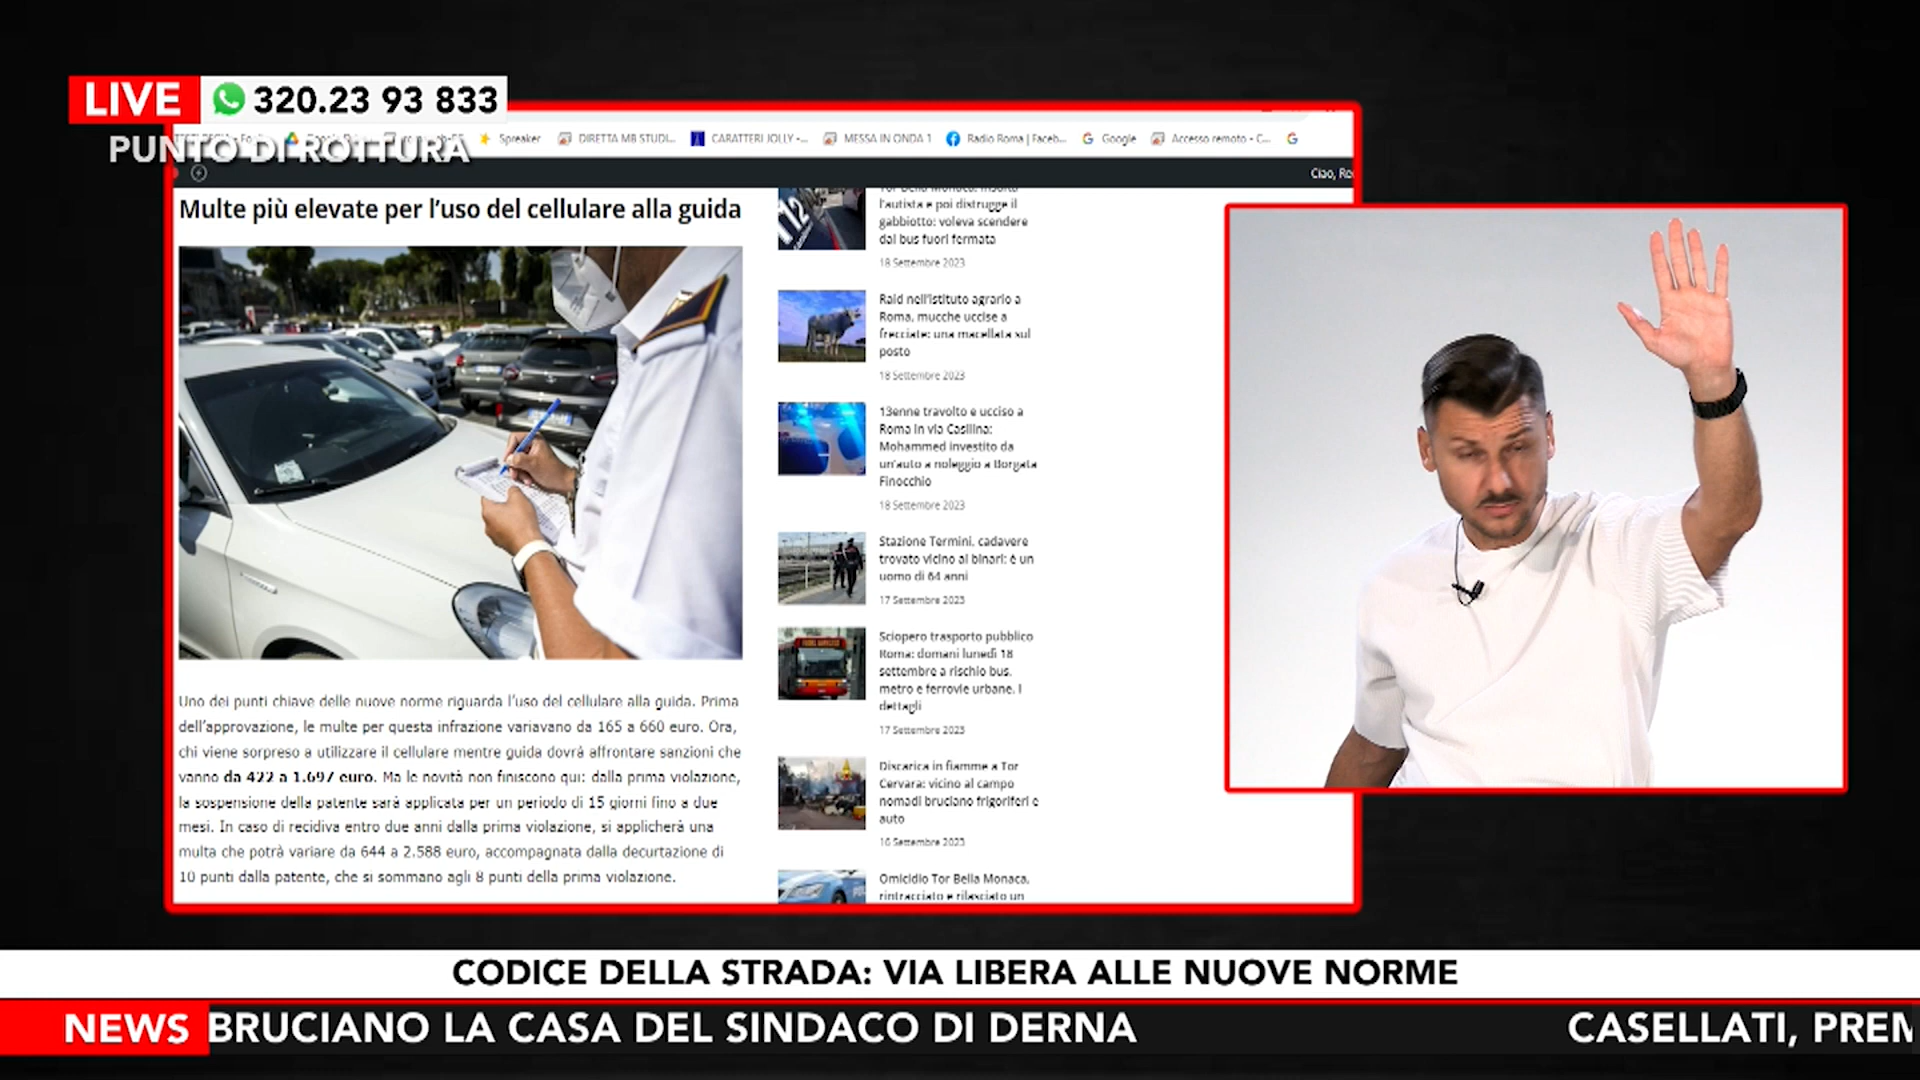 LIVE 320.23 93 833
PUNTO DI ROTTURA
Spreaker DIRETTA MB STUDI... CARATTERI JOLLY -... MESSA IN ONDA 1 Radio Roma | Faceb... Google Accesso remoto - C...
Ciao,
Multe più elevate per l'uso del cellulare alla guida
Uno dei punti chiave delle nuove norme riguarda l'uso del cellulare alla guida. Prima
dell'approvazione, le multe per questa infrazione variavano da 165 a 660 euro. Ora,
chi viene sorpreso a utilizzare il cellulare mentre guida dovrà affrontare sanzioni che
vanno da 422 a 1.697 euro. Ma le novità non finiscono qui: dalla prima violazione,
la sospensione della patente sarà applicata per un periodo di 15 giorni fino a due
mesi. In caso di recidiva entro due anni dalla prima violazione, si applicherà una
multa che potrà variare da 644 a 2.588 euro, accompagnata dalla decurtazione di
10 punti dalla patente, che si sommano agli 8 punti della prima violazione.
l'autista e poi distrugge il
gabbiotto: voleva scendere
dal bus fuori fermata
18 Settembre 2023
Raid nell'istituto agrario a
Roma, mucche uccise a
frecciate: una macellata sul
posto
18 Settembre 2023
13enne travolto e ucciso a
Roma in via Casilina:
Mohammed investito da
un'auto a noleggio a Borgata
Finocchio
18 Settembre 2023
Stazione Termini, cadavere
trovato vicino ai binari: è un
uomo di 64 anni
17 Settembre 2023
Sciopero trasporto pubblico
Roma: domani lunedì 18
settembre a rischio bus,
metro e ferrovie urbane. I
dettagli
17 Settembre 2023
Discarica in fiamme a Tor
Cervara: vicino al campo
nomadi bruciano frigoriferi e
auto
16 Settembre 2023
Omicidio Tor Bella Monaca,
rintracciato e rilasciato un
CODICE DELLA STRADA: VIA LIBERA ALLE NUOVE NORME
NEWS BRUCIANO LA CASA DEL SINDACO DI DERNA CASELLATI, PREM